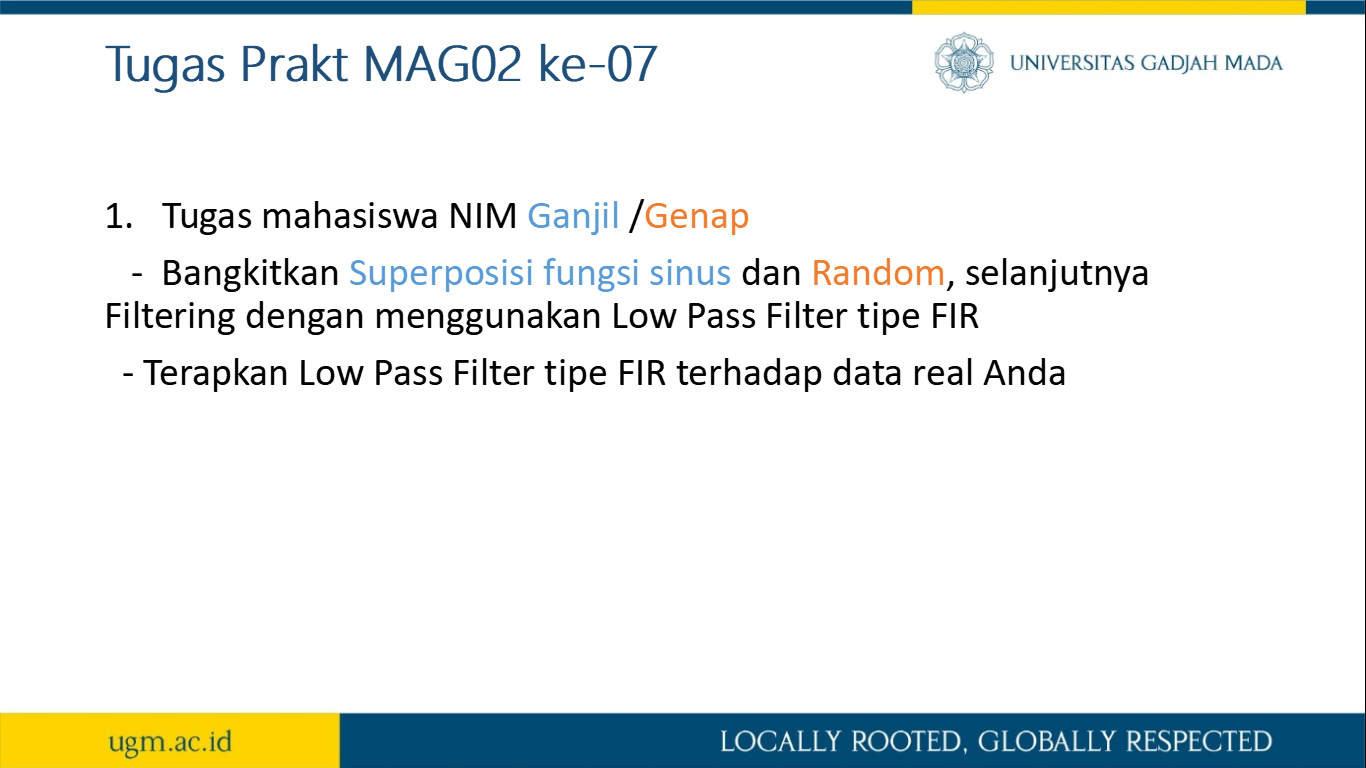 Tugas Prakt MAG02 ke-07
UNIVERSITAS GADJAH MADA
1. Tugas mahasiswa NIM Ganjil /Genap
- Bangkitkan Superposisi fungsi sinus dan Random, selanjutnya
Filtering dengan menggunakan Low Pass Filter tipe FIR
- Terapkan Low Pass Filter tipe FIR terhadap data real Anda
ugm.ac.id
LOCALLY ROOTED, GLOBALLY RESPECTED